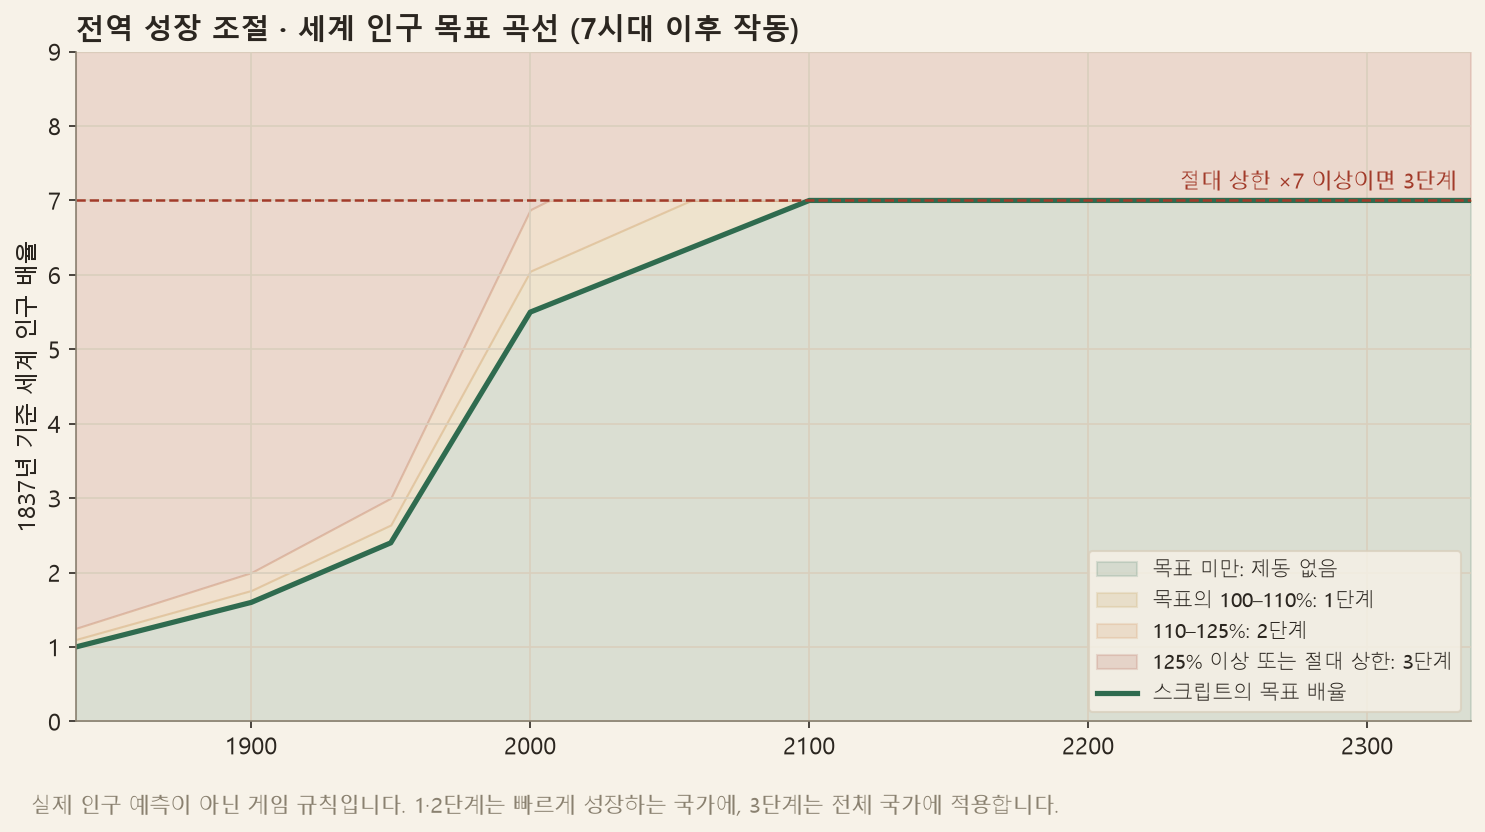 전역 성장 조절 · 세계 인구 목표 곡선 (7시대 이후 작동)
1837년 기준 세계 인구 배율
9
8
7
6
5
4
3
2
1
0
절대 상한 ×7 이상이면 3단계
목표 미만: 제동 없음
목표의 100–110%: 1단계
110–125%: 2단계
125% 이상 또는 절대 상한: 3단계
스크립트의 목표 배율
1900
2000
2100
2200
2300
실제 인구 예측이 아닌 게임 규칙입니다. 1·2단계는 빠르게 성장하는 국가에, 3단계는 전체 국가에 적용합니다.